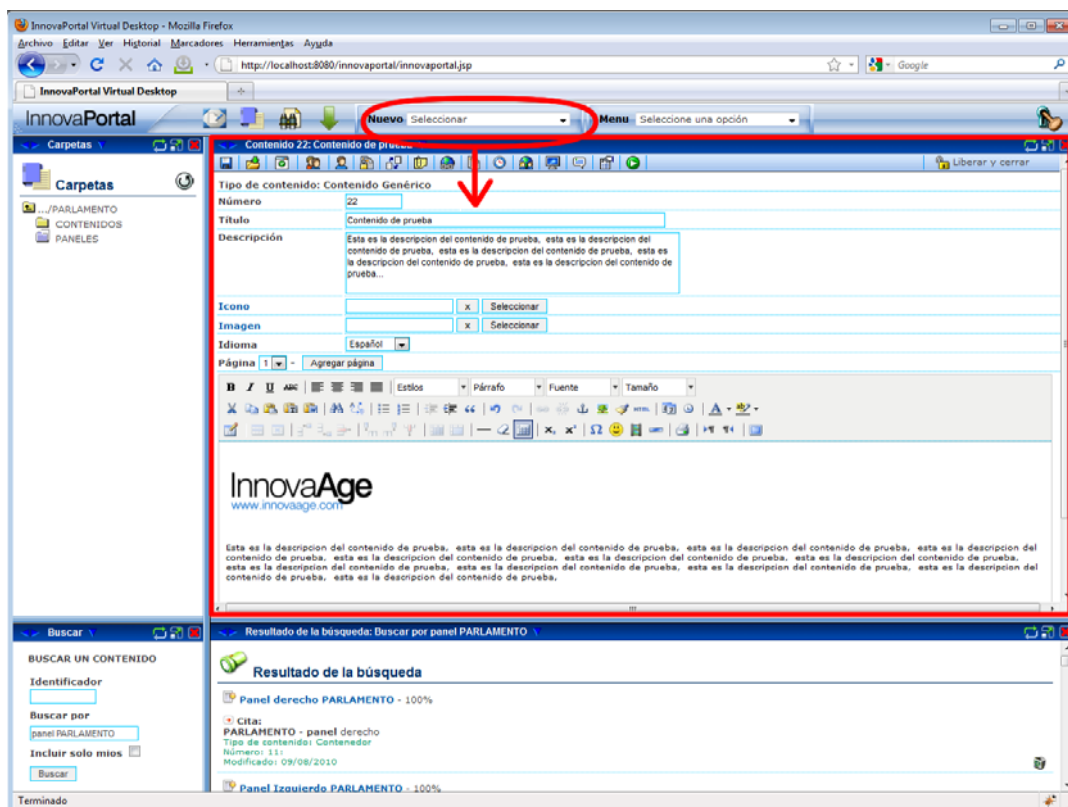 InnovaPortal Virtual Desktop - Mozilla Firefox
Archivo Editar Ver Historial Marcadores Herramientas Ayuda
http://localhost:8080/innovaportal/innovaportal.jsp
Google
InnovaPortal Virtual Desktop
InnovaPortal
Nuevo Seleccionar
Menu Seleccione una opción
Carpetas
Contenido 22: Contenido de prueba
Liberar y cerrar
Carpetas
.../PARLAMENTO
CONTENIDOS
PANELES
Tipo de contenido: Contenido Genérico
Número 22
Título Contenido de prueba
Descripción Esta es la descripcion del contenido de prueba, esta es la descripcion del
contenido de prueba, esta es la descripcion del contenido de prueba, esta es
la descripcion del contenido de prueba, esta es la descripcion del contenido de
prueba...
Icono x Seleccionar
Imagen x Seleccionar
Idioma Español
Página 1 - Agregar página
B I U ABC Estilos Párrafo Fuente Tamaño
HTML
InnovaAge
www.innovaage.com
Esta es la descripcion del contenido de prueba, esta es la descripcion del contenido de prueba, esta es la descripcion del contenido de prueba, esta es la descripcion del
contenido de prueba, esta es la descripcion del contenido de prueba, esta es la descripcion del contenido de prueba, esta es la descripcion del contenido de prueba,
esta es la descripcion del contenido de prueba, esta es la descripcion del contenido de prueba, esta es la descripcion del contenido de prueba, esta es la descripcion del
contenido de prueba, esta es la descripcion del contenido de prueba,
Buscar
Resultado de la búsqueda: Buscar por panel PARLAMENTO
BUSCAR UN CONTENIDO
Identificador
Buscar por
panel PARLAMENTO
Incluir solo mios
Buscar
Resultado de la búsqueda
Panel derecho PARLAMENTO - 100%
Cita:
PARLAMENTO - panel derecho
Tipo de contenido: Contenedor
Número: 11:
Modificado: 09/08/2010
Panel Izquierdo PARLAMENTO - 100%
Terminado